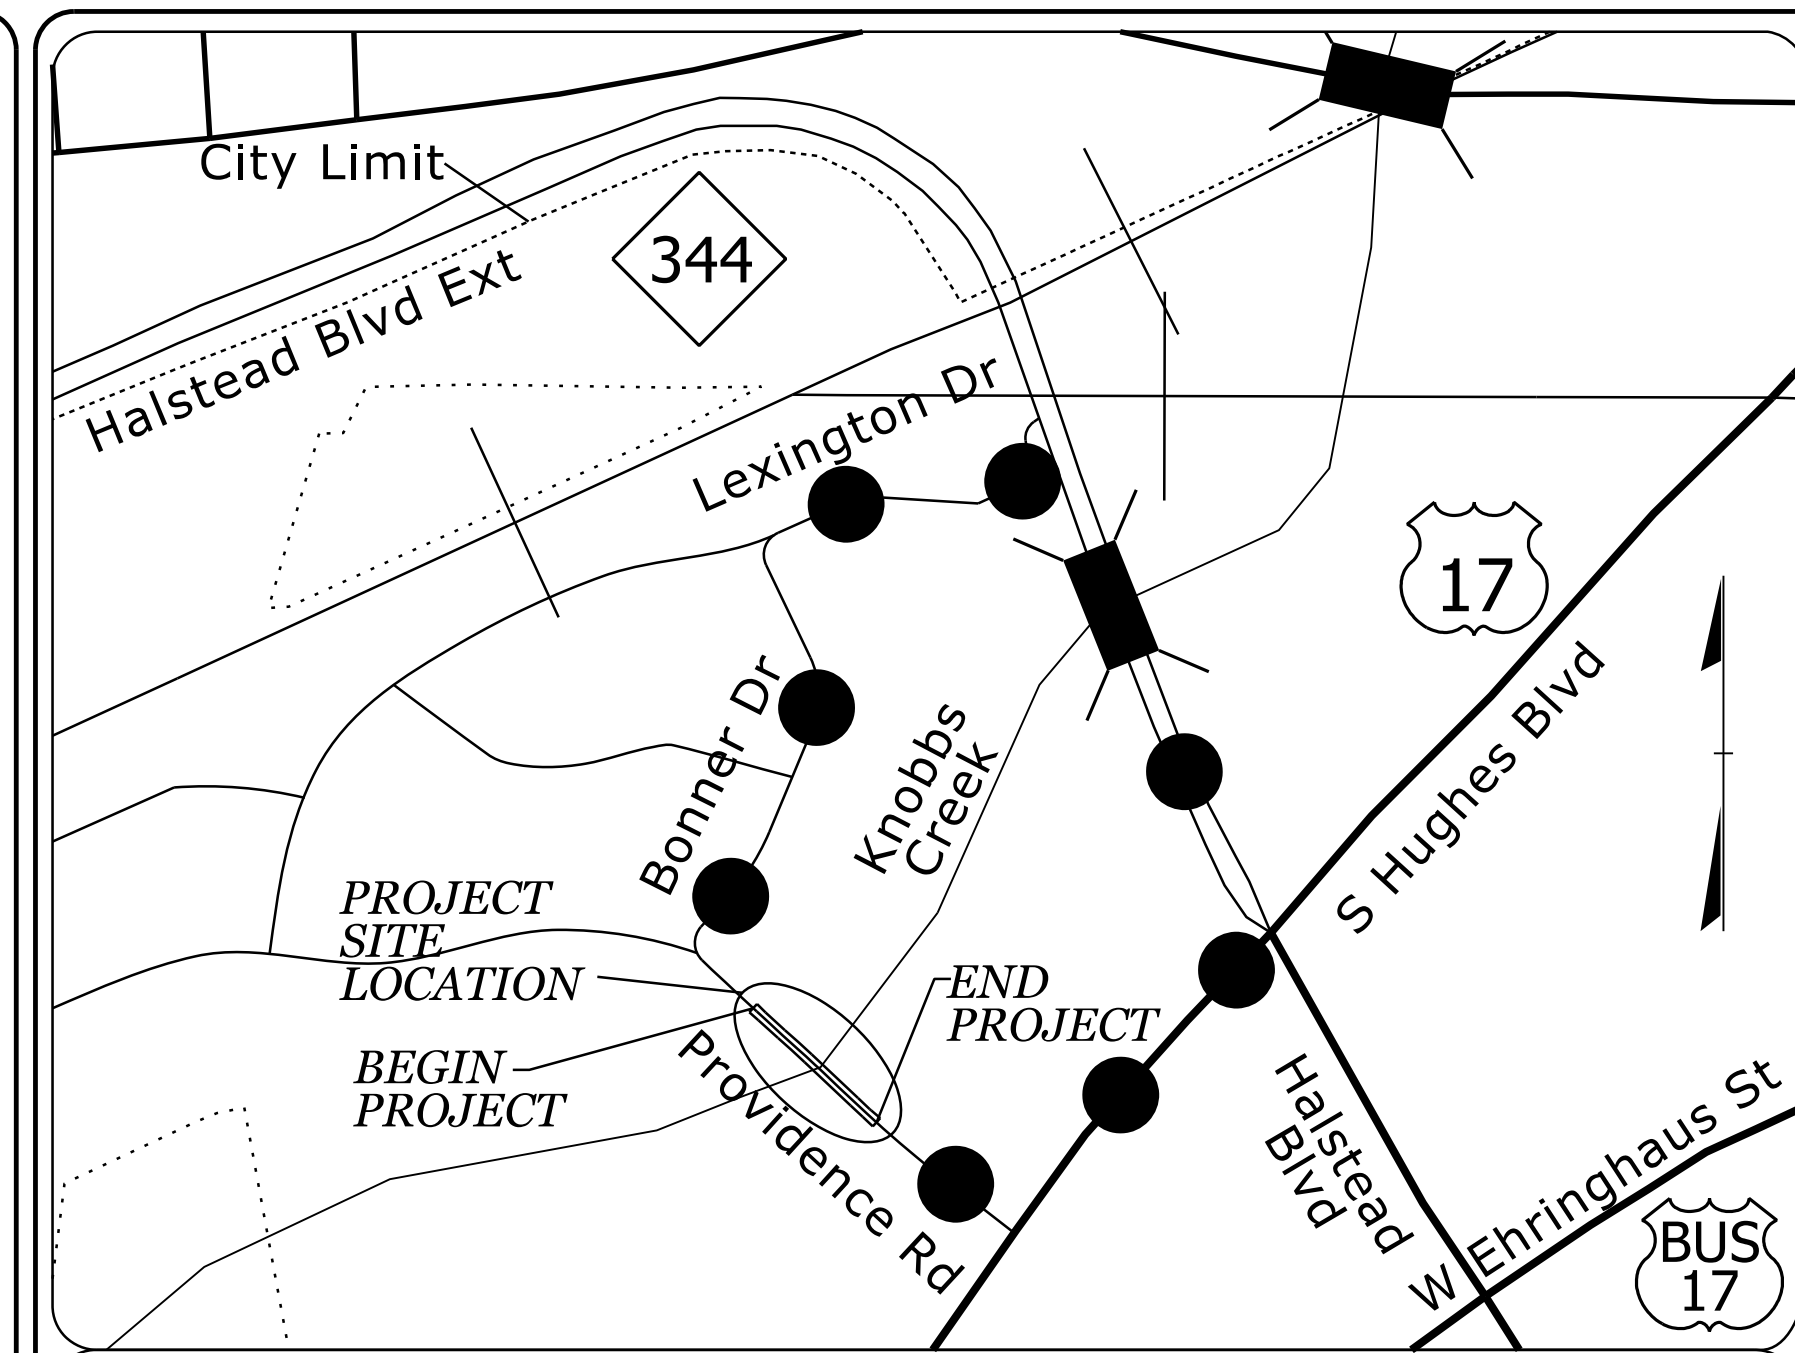 City Limit
344
Halstead Blvd Ext
Lexington Dr
17
Bonner Dr
Knobbs
Creek
S Hughes Blvd
PROJECT
SITE
LOCATION
END
PROJECT
BEGIN
PROJECT
Providence Rd
Halstead
Blvd
W Ehringhaus St
BUS
17